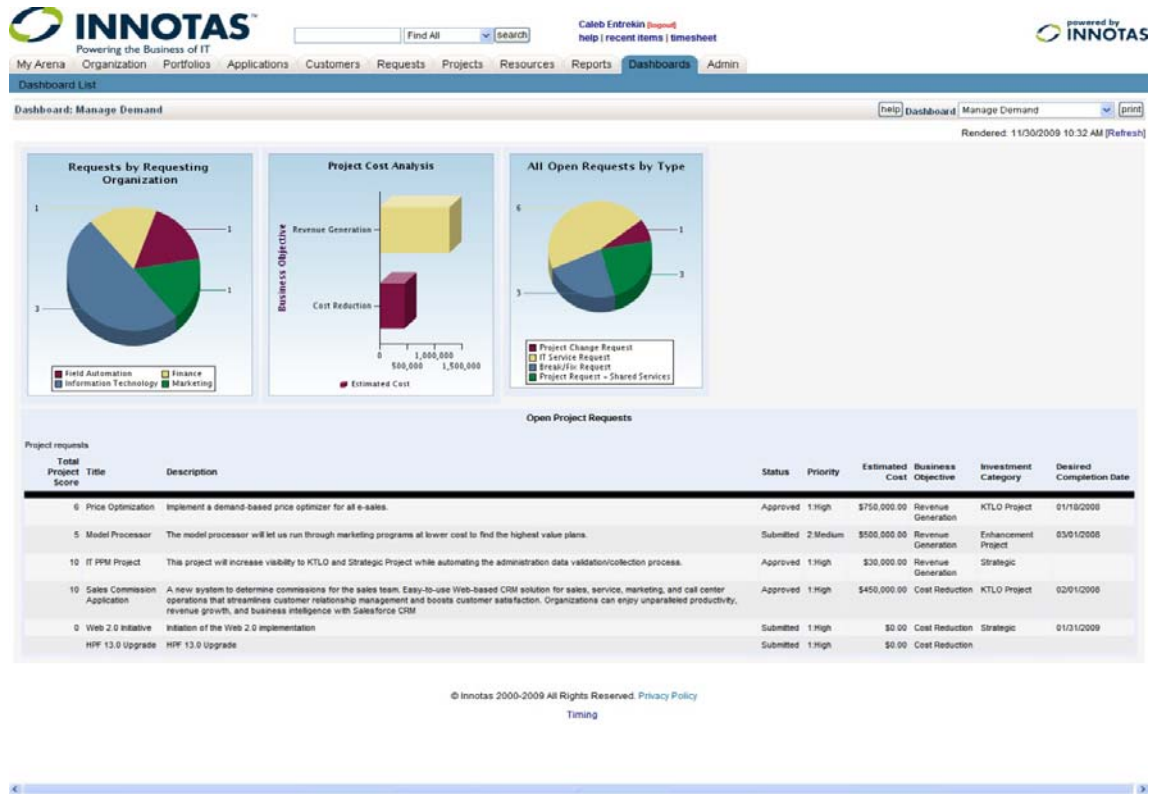 INNOTAS™
Powering the Business of IT
Find All search
Caleb Entrekin [logout]
help | recent items | timesheet
powered by
INNOTAS
My Arena Organization Portfolios Applications Customers Requests Projects Resources Reports Dashboards Admin
Dashboard List
Dashboard: Manage Demand
help Dashboard Manage Demand print
Rendered: 11/30/2009 10:32 AM [Refresh]
Requests by Requesting
Organization
1
1
1
3
Field Automation Finance
Information Technology Marketing
Project Cost Analysis
Business Objective
Revenue Generation
Cost Reduction
0 1,000,000
500,000 1,500,000
Estimated Cost
All Open Requests by Type
6
1
3
3
Project Change Request
IT Service Request
Break/Fix Request
Project Request - Shared Services
Open Project Requests
Project requests
Total
Project
Score Title Description Status Priority Estimated
Cost Business
Objective Investment
Category Desired
Completion Date
6 Price Optimization Implement a demand-based price optimizer for all e-sales. Approved 1:High $750,000.00 Revenue
Generation KTLO Project 01/18/2008
5 Model Processor The model processor will let us run through marketing programs at lower cost to find the highest value plans. Submitted 2:Medium $500,000.00 Revenue
Generation Enhancement
Project 03/01/2008
10 IT PPM Project This project will increase visibility to KTLO and Strategic Project while automating the administration data validation/collection process. Approved 1:High $30,000.00 Revenue
Generation Strategic
10 Sales Commission
Application A new system to determine commissions for the sales team. Easy-to-use Web-based CRM solution for sales, service, marketing, and call center
operations that streamlines customer relationship management and boosts customer satisfaction. Organizations can enjoy unparalleled productivity,
revenue growth, and business intelligence with Salesforce CRM Approved 1:High $450,000.00 Cost Reduction KTLO Project 02/01/2008
0 Web 2.0 Initiative Initiation of the Web 2.0 implementation Submitted 1:High $0.00 Cost Reduction Strategic 01/31/2009
HPF 13.0 Upgrade HPF 13.0 Upgrade Submitted 1:High $0.00 Cost Reduction
© Innotas 2000-2009 All Rights Reserved. Privacy Policy
Timing